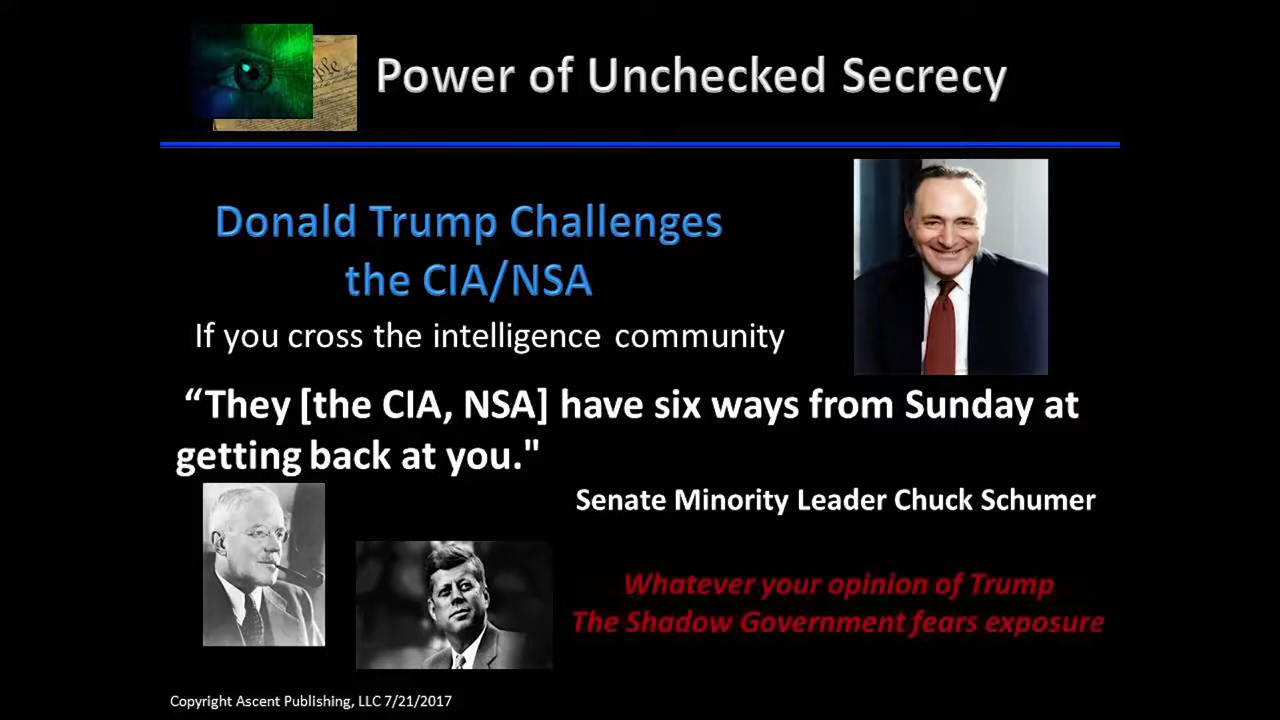 Power of Unchecked Secrecy
Donald Trump Challenges
the CIA/NSA
If you cross the intelligence community
“They [the CIA, NSA] have six ways from Sunday at
getting back at you."
Senate Minority Leader Chuck Schumer
Whatever your opinion of Trump
The Shadow Government fears exposure
Copyright Ascent Publishing, LLC 7/21/2017